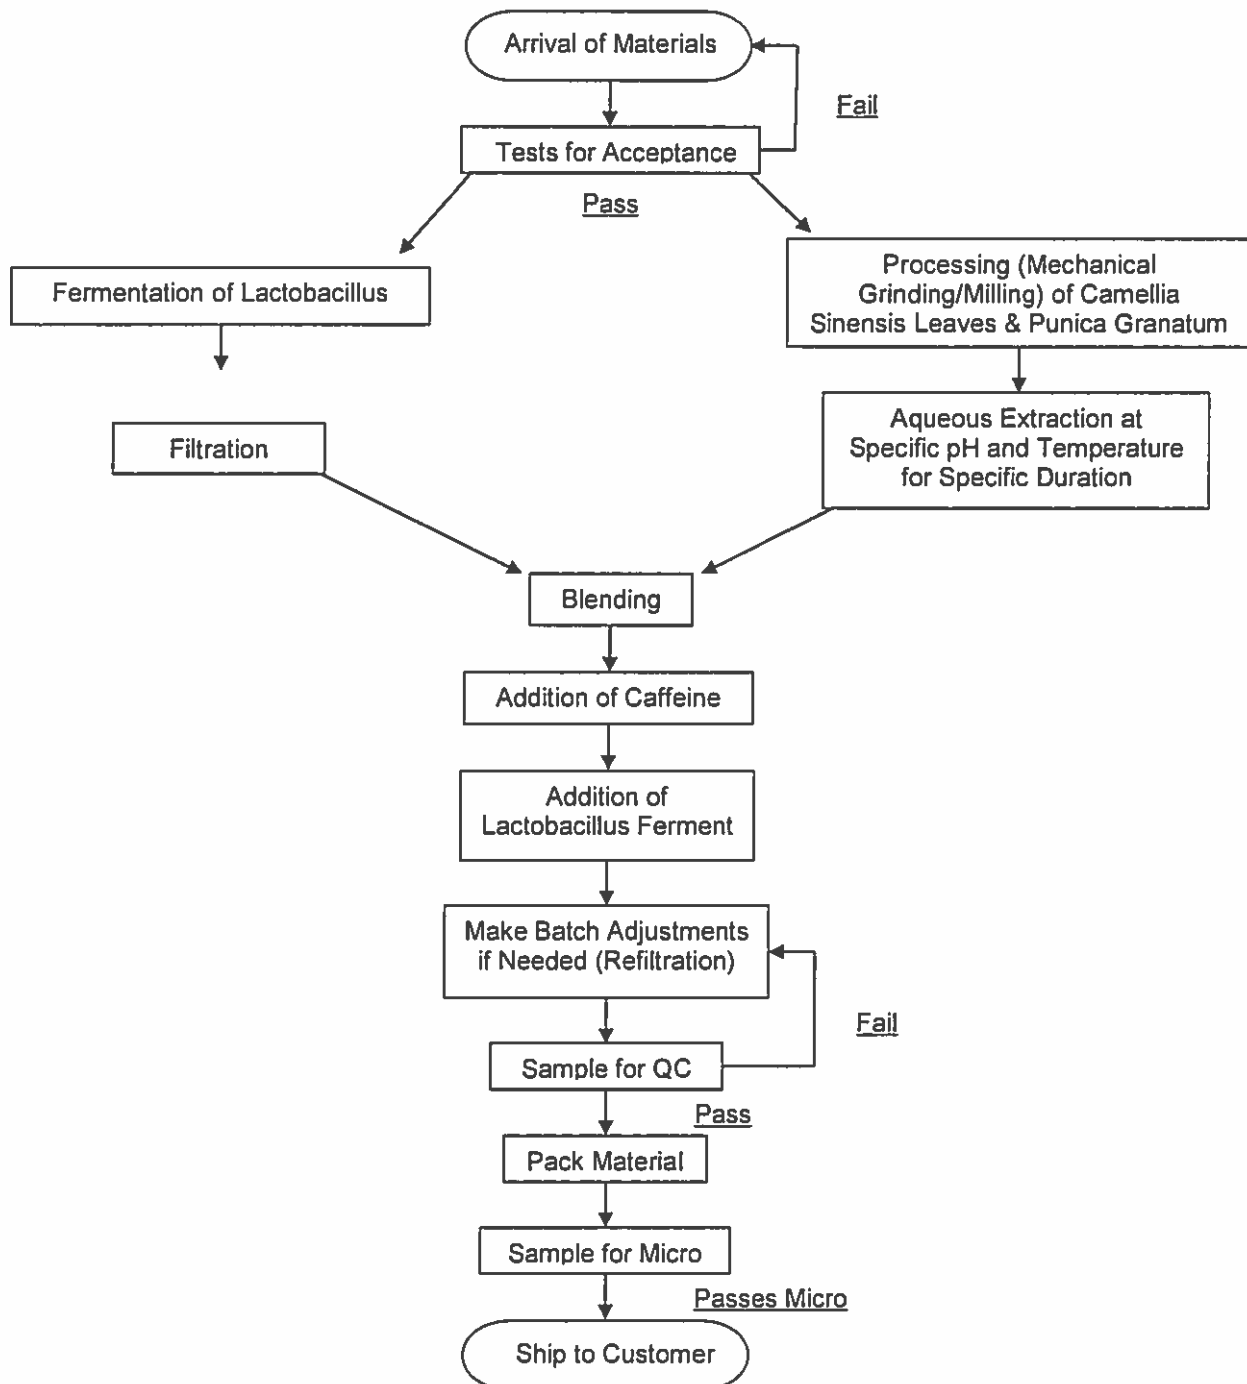 Arrival of Materials
Fail
Tests for Acceptance
Pass
Fermentation of Lactobacillus
Processing (Mechanical
Grinding/Milling) of Camellia
Sinensis Leaves & Punica Granatum
Filtration
Aqueous Extraction at
Specific pH and Temperature
for Specific Duration
Blending
Addition of Caffeine
Addition of
Lactobacillus Ferment
Make Batch Adjustments
if Needed (Refiltration)
Fail
Sample for QC
Pass
Pack Material
Sample for Micro
Passes Micro
Ship to Customer